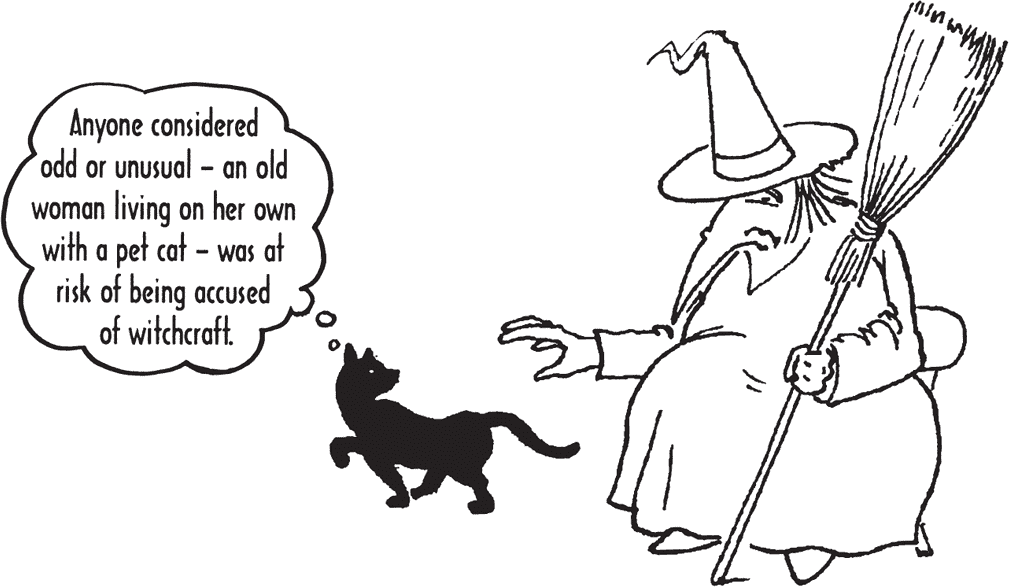 Anyone considered
odd or unusual – an old
woman living on her own
with a pet cat – was at
risk of being accused
of witchcraft.